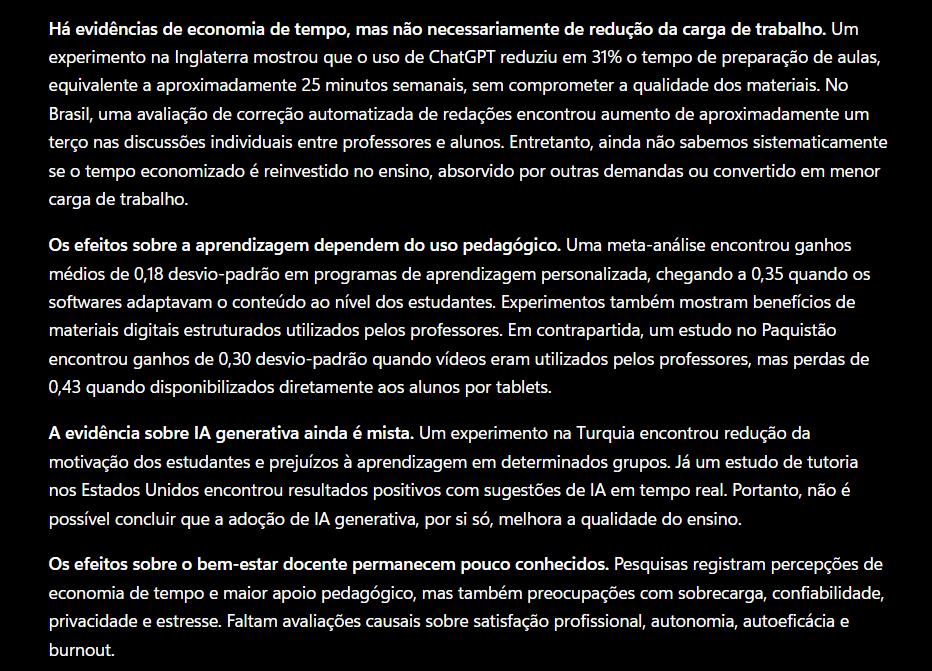 Há evidências de economia de tempo, mas não necessariamente de redução da carga de trabalho. Um
experimento na Inglaterra mostrou que o uso de ChatGPT reduziu em 31% o tempo de preparação de aulas,
equivalente a aproximadamente 25 minutos semanais, sem comprometer a qualidade dos materiais. No
Brasil, uma avaliação de correção automatizada de redações encontrou aumento de aproximadamente um
terço nas discussões individuais entre professores e alunos. Entretanto, ainda não sabemos sistematicamente
se o tempo economizado é reinvestido no ensino, absorvido por outras demandas ou convertido em menor
carga de trabalho.
Os efeitos sobre a aprendizagem dependem do uso pedagógico. Uma meta-análise encontrou ganhos
médios de 0,18 desvio-padrão em programas de aprendizagem personalizada, chegando a 0,35 quando os
softwares adaptavam o conteúdo ao nível dos estudantes. Experimentos também mostram benefícios de
materiais digitais estruturados utilizados pelos professores. Em contrapartida, um estudo no Paquistão
encontrou ganhos de 0,30 desvio-padrão quando vídeos eram utilizados pelos professores, mas perdas de
0,43 quando disponibilizados diretamente aos alunos por tablets.
A evidência sobre IA generativa ainda é mista. Um experimento na Turquia encontrou redução da
motivação dos estudantes e prejuízos à aprendizagem em determinados grupos. Já um estudo de tutoria
nos Estados Unidos encontrou resultados positivos com sugestões de IA em tempo real. Portanto, não é
possível concluir que a adoção de IA generativa, por si só, melhora a qualidade do ensino.
Os efeitos sobre o bem-estar docente permanecem pouco conhecidos. Pesquisas registram percepções de
economia de tempo e maior apoio pedagógico, mas também preocupações com sobrecarga, confiabilidade,
privacidade e estresse. Faltam avaliações causais sobre satisfação profissional, autonomia, autoeficácia e
burnout.